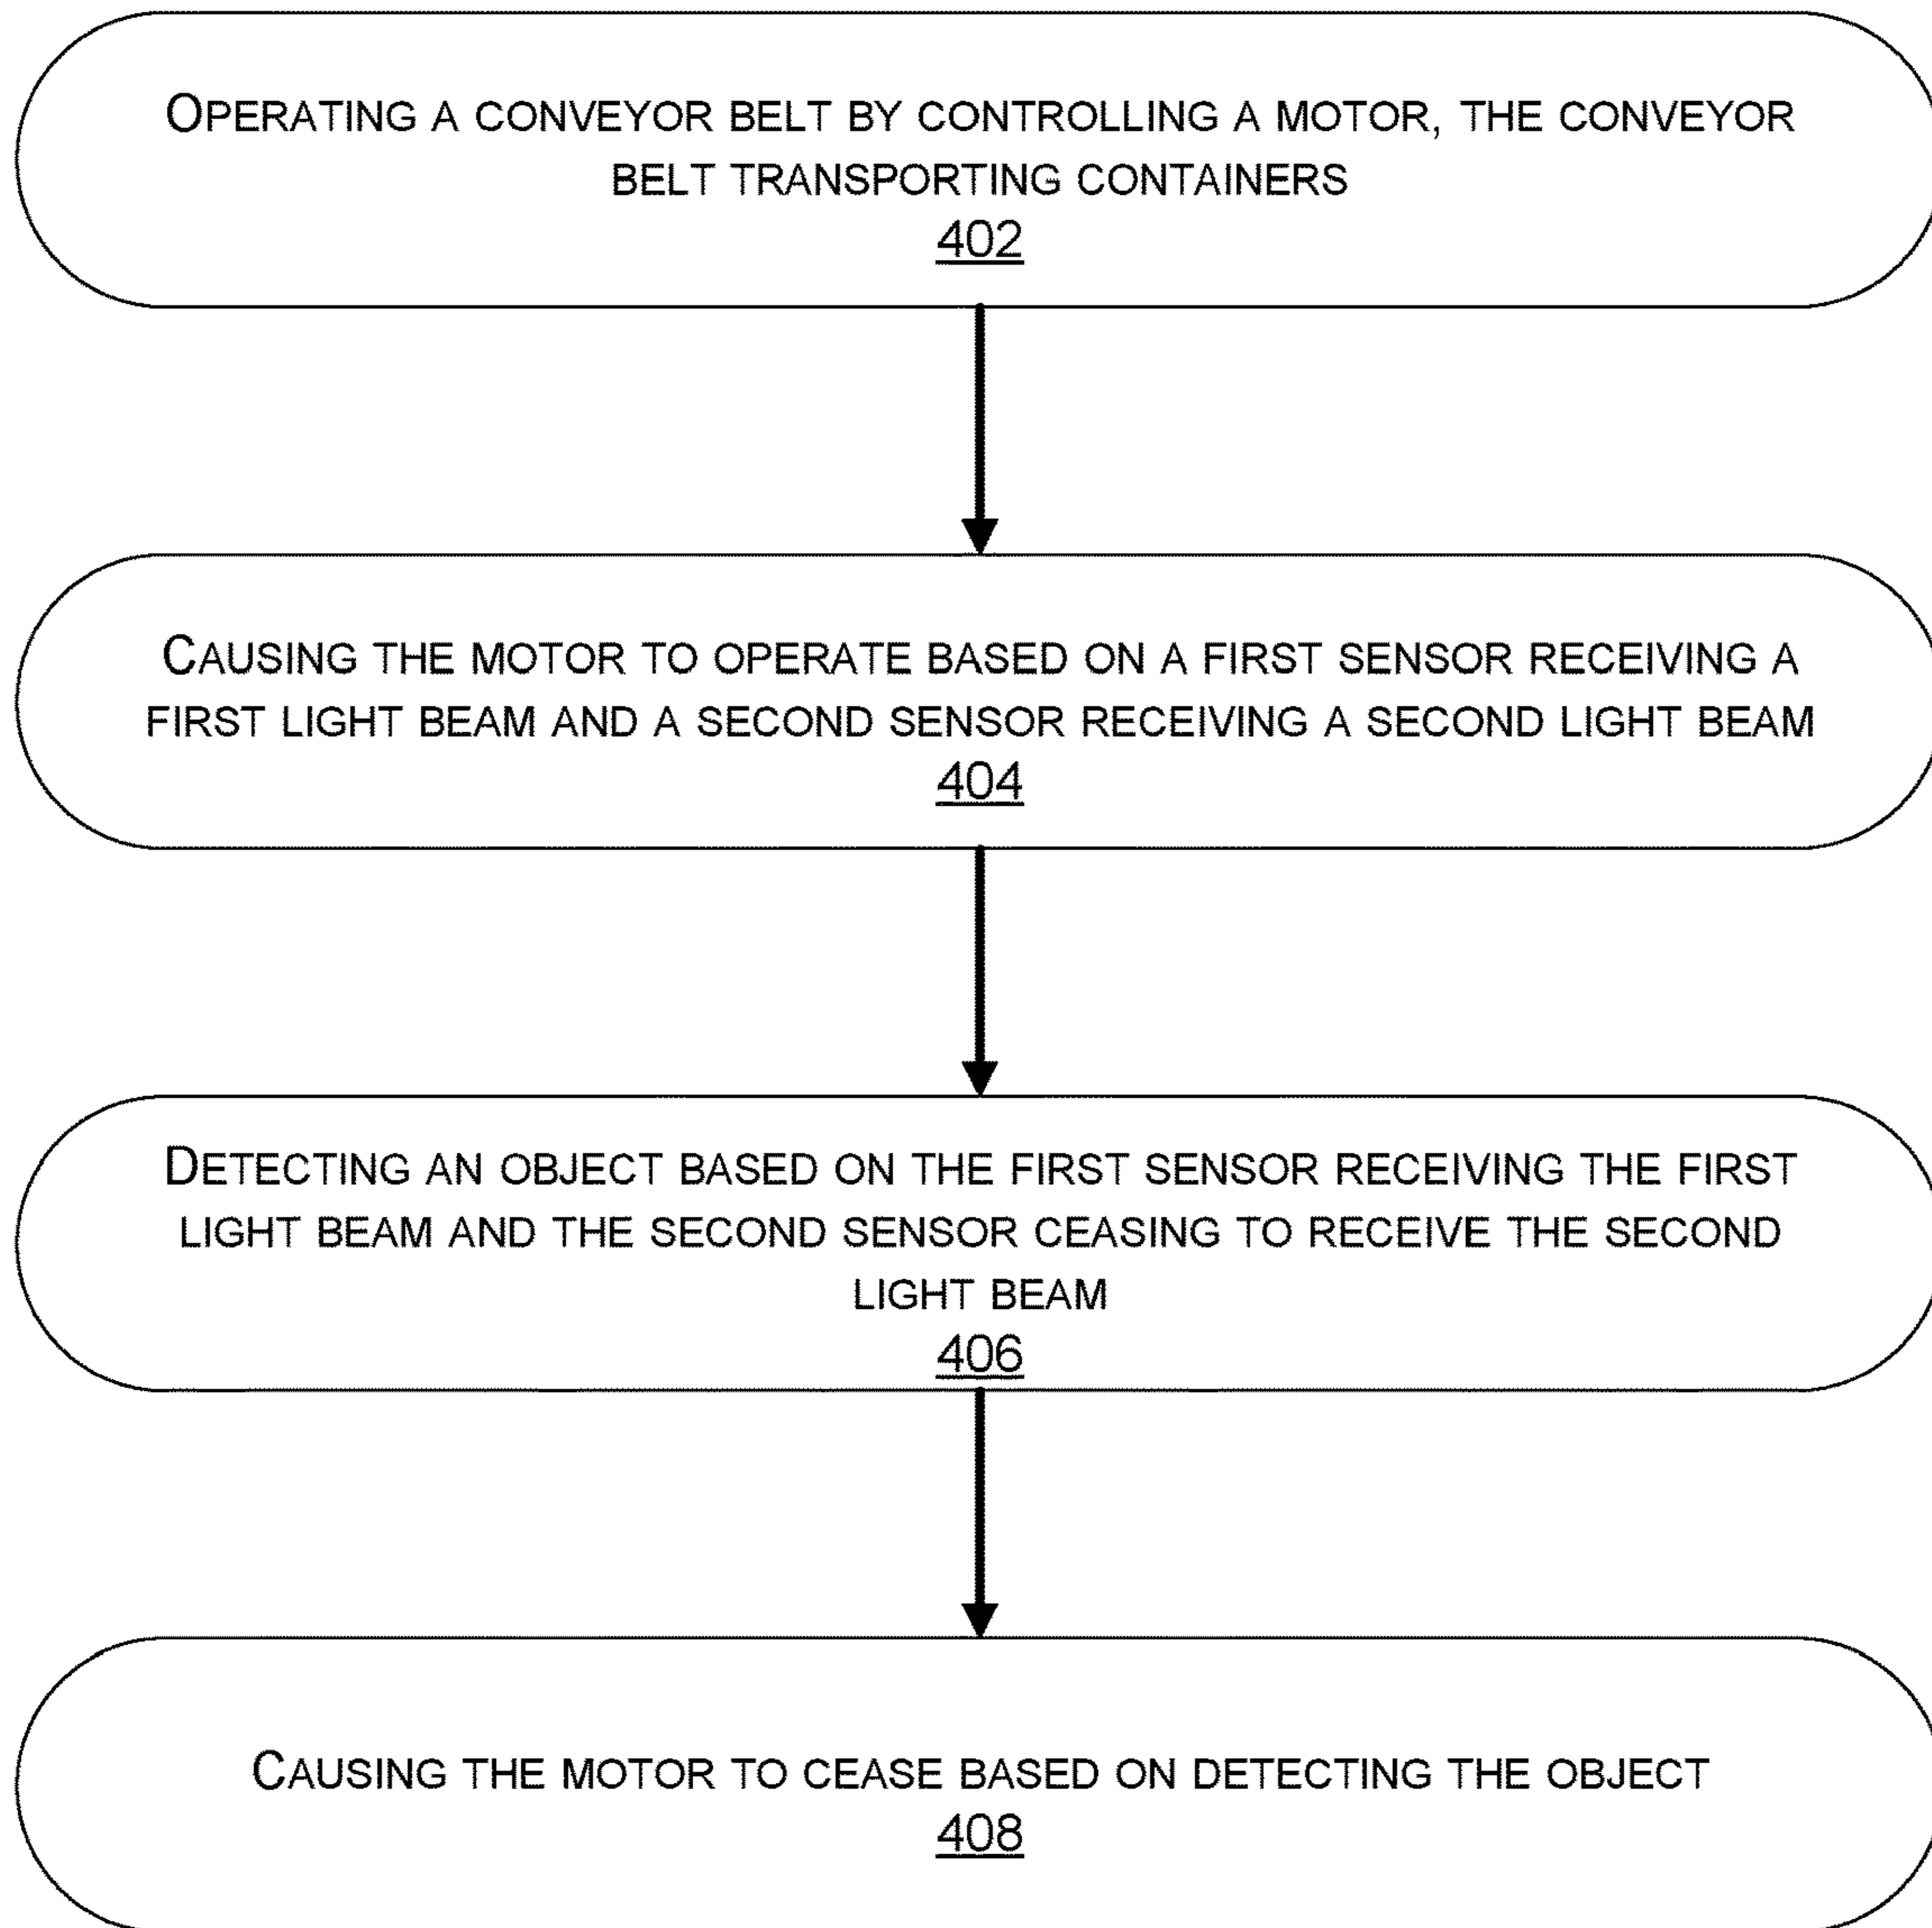 OPERATING A CONVEYOR BELT BY CONTROLLING A MOTOR, THE CONVEYOR
BELT TRANSPORTING CONTAINERS
402
CAUSING THE MOTOR TO OPERATE BASED ON A FIRST SENSOR RECEIVING A
FIRST LIGHT BEAM AND A SECOND SENSOR RECEIVING A SECOND LIGHT BEAM
404
DETECTING AN OBJECT BASED ON THE FIRST SENSOR RECEIVING THE FIRST
LIGHT BEAM AND THE SECOND SENSOR CEASING TO RECEIVE THE SECOND
LIGHT BEAM
406
CAUSING THE MOTOR TO CEASE BASED ON DETECTING THE OBJECT
408